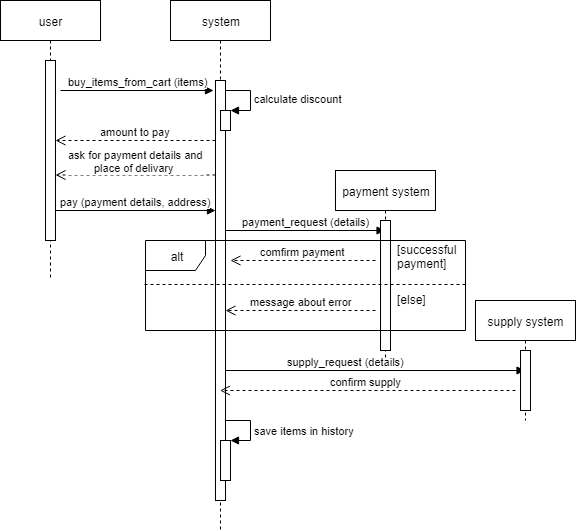 user
system
buy_items_from_cart (items)
calculate discount
amount to pay
ask for payment details and
place of delivary
payment system
pay (payment details, address)
payment_request (details)
alt
comfirm payment
[successful
payment]
message about error
[else]
supply system
supply_request (details)
confirm supply
save items in history